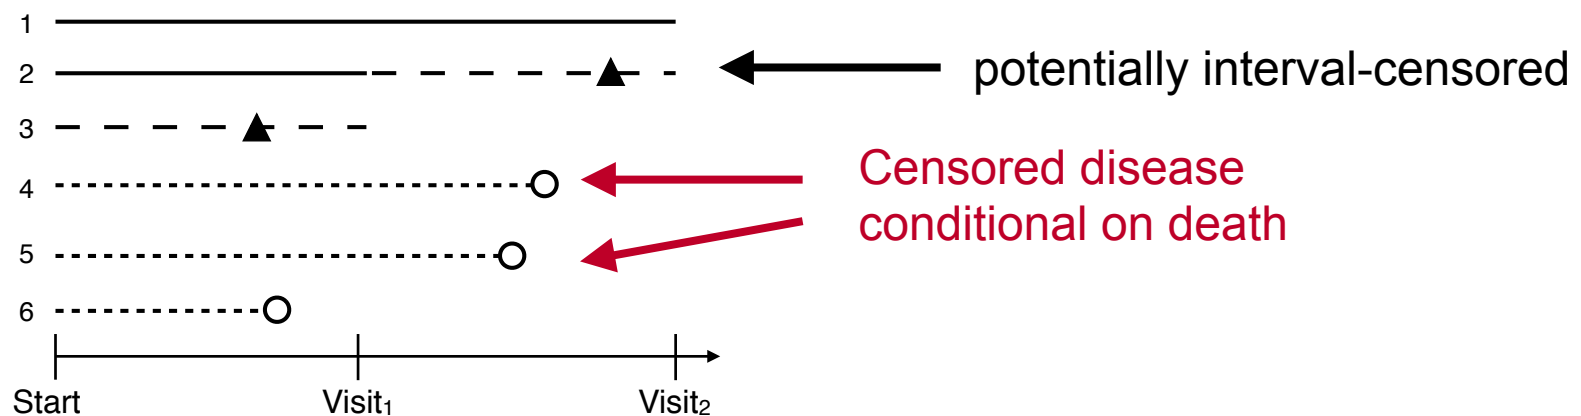 1
2
potentially interval-censored
3
4
Censored disease
conditional on death
5
6
Start Visit₁ Visit₂